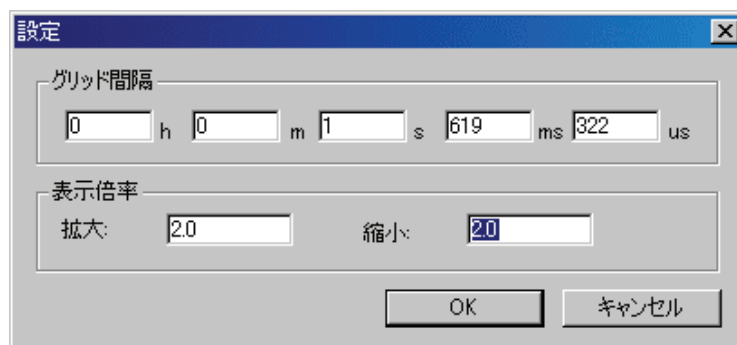 設定
グリッド間隔
0 h 0 m 1 s 619 ms 322 us
表示倍率
拡大: 2.0 縮小: 2.0
OK キャンセル